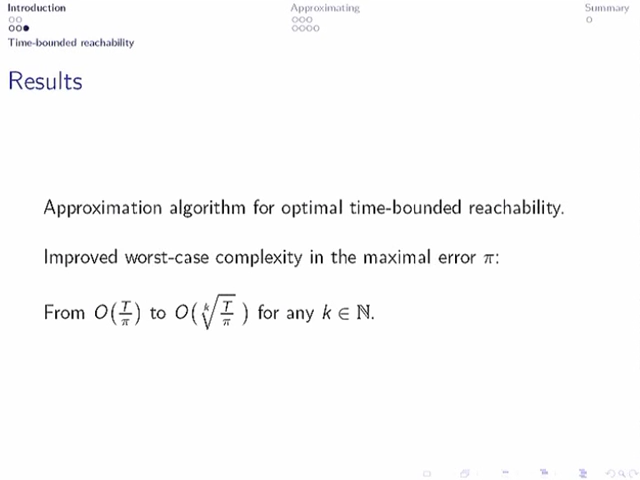 Introduction Approximating Summary
Time-bounded reachability
Results
Approximation algorithm for optimal time-bounded reachability.
Improved worst-case complexity in the maximal error π:
From O(T/π) to O(ᵏ√(T/π)) for any k ∈ ℕ.